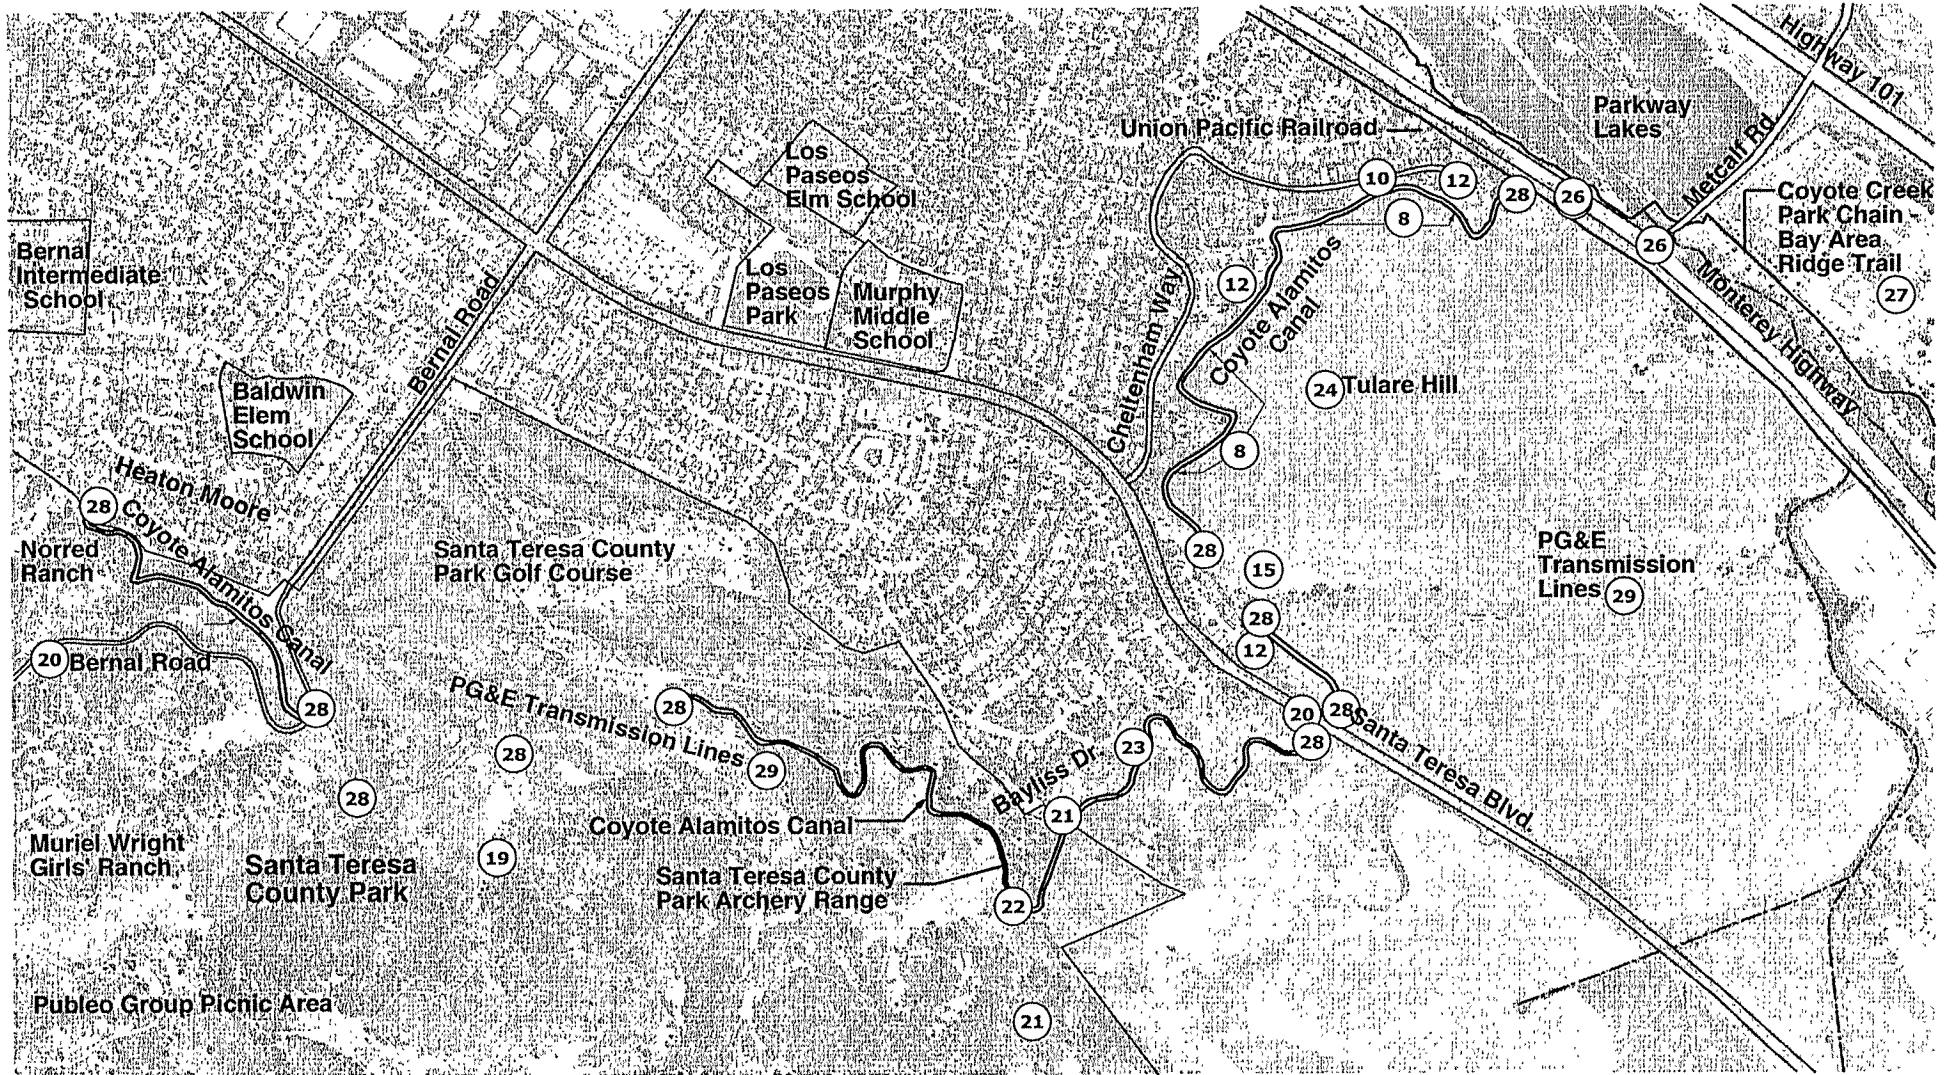 Highway 101
Parkway
Lakes
Union Pacific Railroad
Metcalf Rd
Los
Paseos
Elm School
10
12
28
26
8
Coyote Creek
Park Chain -
Bay Area
Ridge Trail
27
26
Bernal
Intermediate
School
Los
Paseos
Park
Murphy
Middle
School
Bernal Road
Cheltenham Way
12
Coyote Alamitos
Canal
Monterey Highway
24
Tulare Hill
Baldwin
Elem
School
8
Heaton Moore
28
Coyote Alamitos Canal
Norred
Ranch
Santa Teresa County
Park Golf Course
28
15
PG&E
Transmission
Lines
29
28
12
20
Bernal Road
28
PG&E Transmission Lines
28
29
28
28
20
28
Santa Teresa Blvd.
28
23
Bayliss Dr.
21
Coyote Alamitos Canal
Muriel Wright
Girls' Ranch
Santa Teresa
County Park
19
Santa Teresa County
Park Archery Range
22
Publeo Group Picnic Area
21